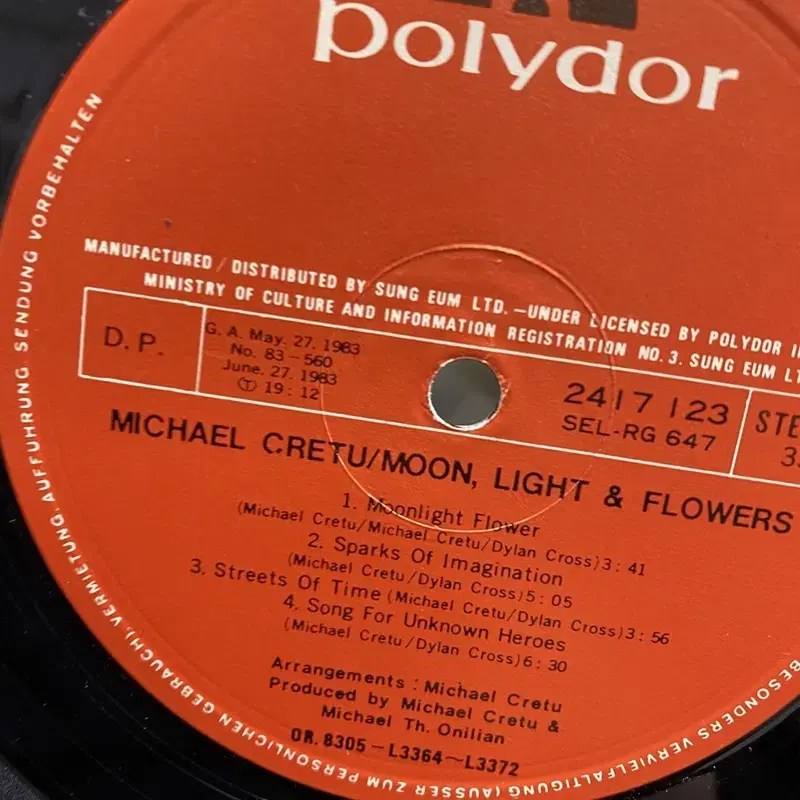 polydor
MANUFACTURED / DISTRIBUTED BY SUNG EUM LTD. —UNDER LICENSED BY POLYDOR
MINISTRY OF CULTURE AND INFORMATION REGISTRATION NO. 3. SUNG EUM
D. P.
G. A. May. 27. 1983
No. 83-560
June. 27. 1983
Ⓣ 19 : 12
2417 123
SEL-RG 647
MICHAEL CRETU/MOON, LIGHT & FLOWERS
1. Moonlight Flower
(Michael Cretu/Michael Cretu/Dylan Cross) 3 : 41
2. Sparks Of Imagination
(Michael Cretu/Dylan Cross) 5 : 05
3. Streets Of Time (Michael Cretu/Dylan Cross) 3 : 56
4. Song For Unknown Heroes
(Michael Cretu/Dylan Cross) 6 : 30
Arrangements : Michael Cretu
Produced by Michael Cretu &
Michael Th. Onilian
OR. 8305-L3364~L3372
BESONDERS VERVIELFÄLTIGUNG (AUSSER ZUM PERSÖNLICHEN GEBRAUCH), VERMIETUNG, AUFFÜHRUNG, SENDUNG VORBEHALTEN